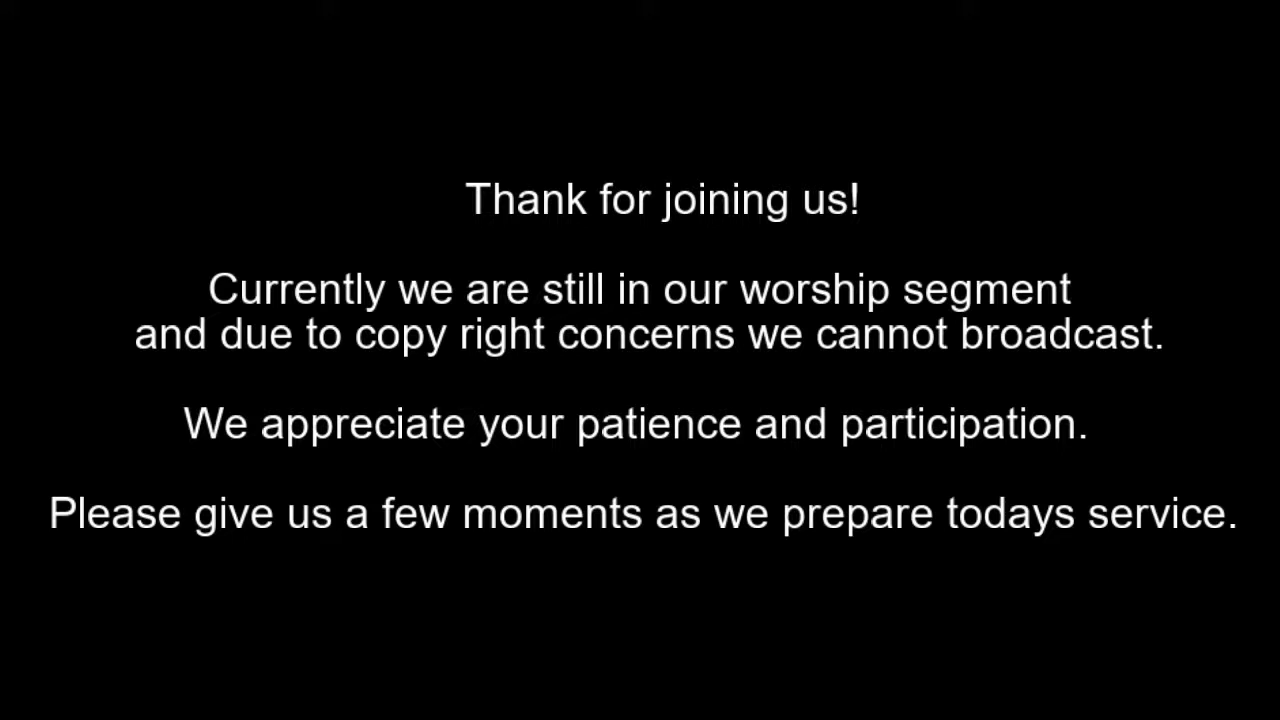 Thank for joining us!
Currently we are still in our worship segment
and due to copy right concerns we cannot broadcast.
We appreciate your patience and participation.
Please give us a few moments as we prepare todays service.